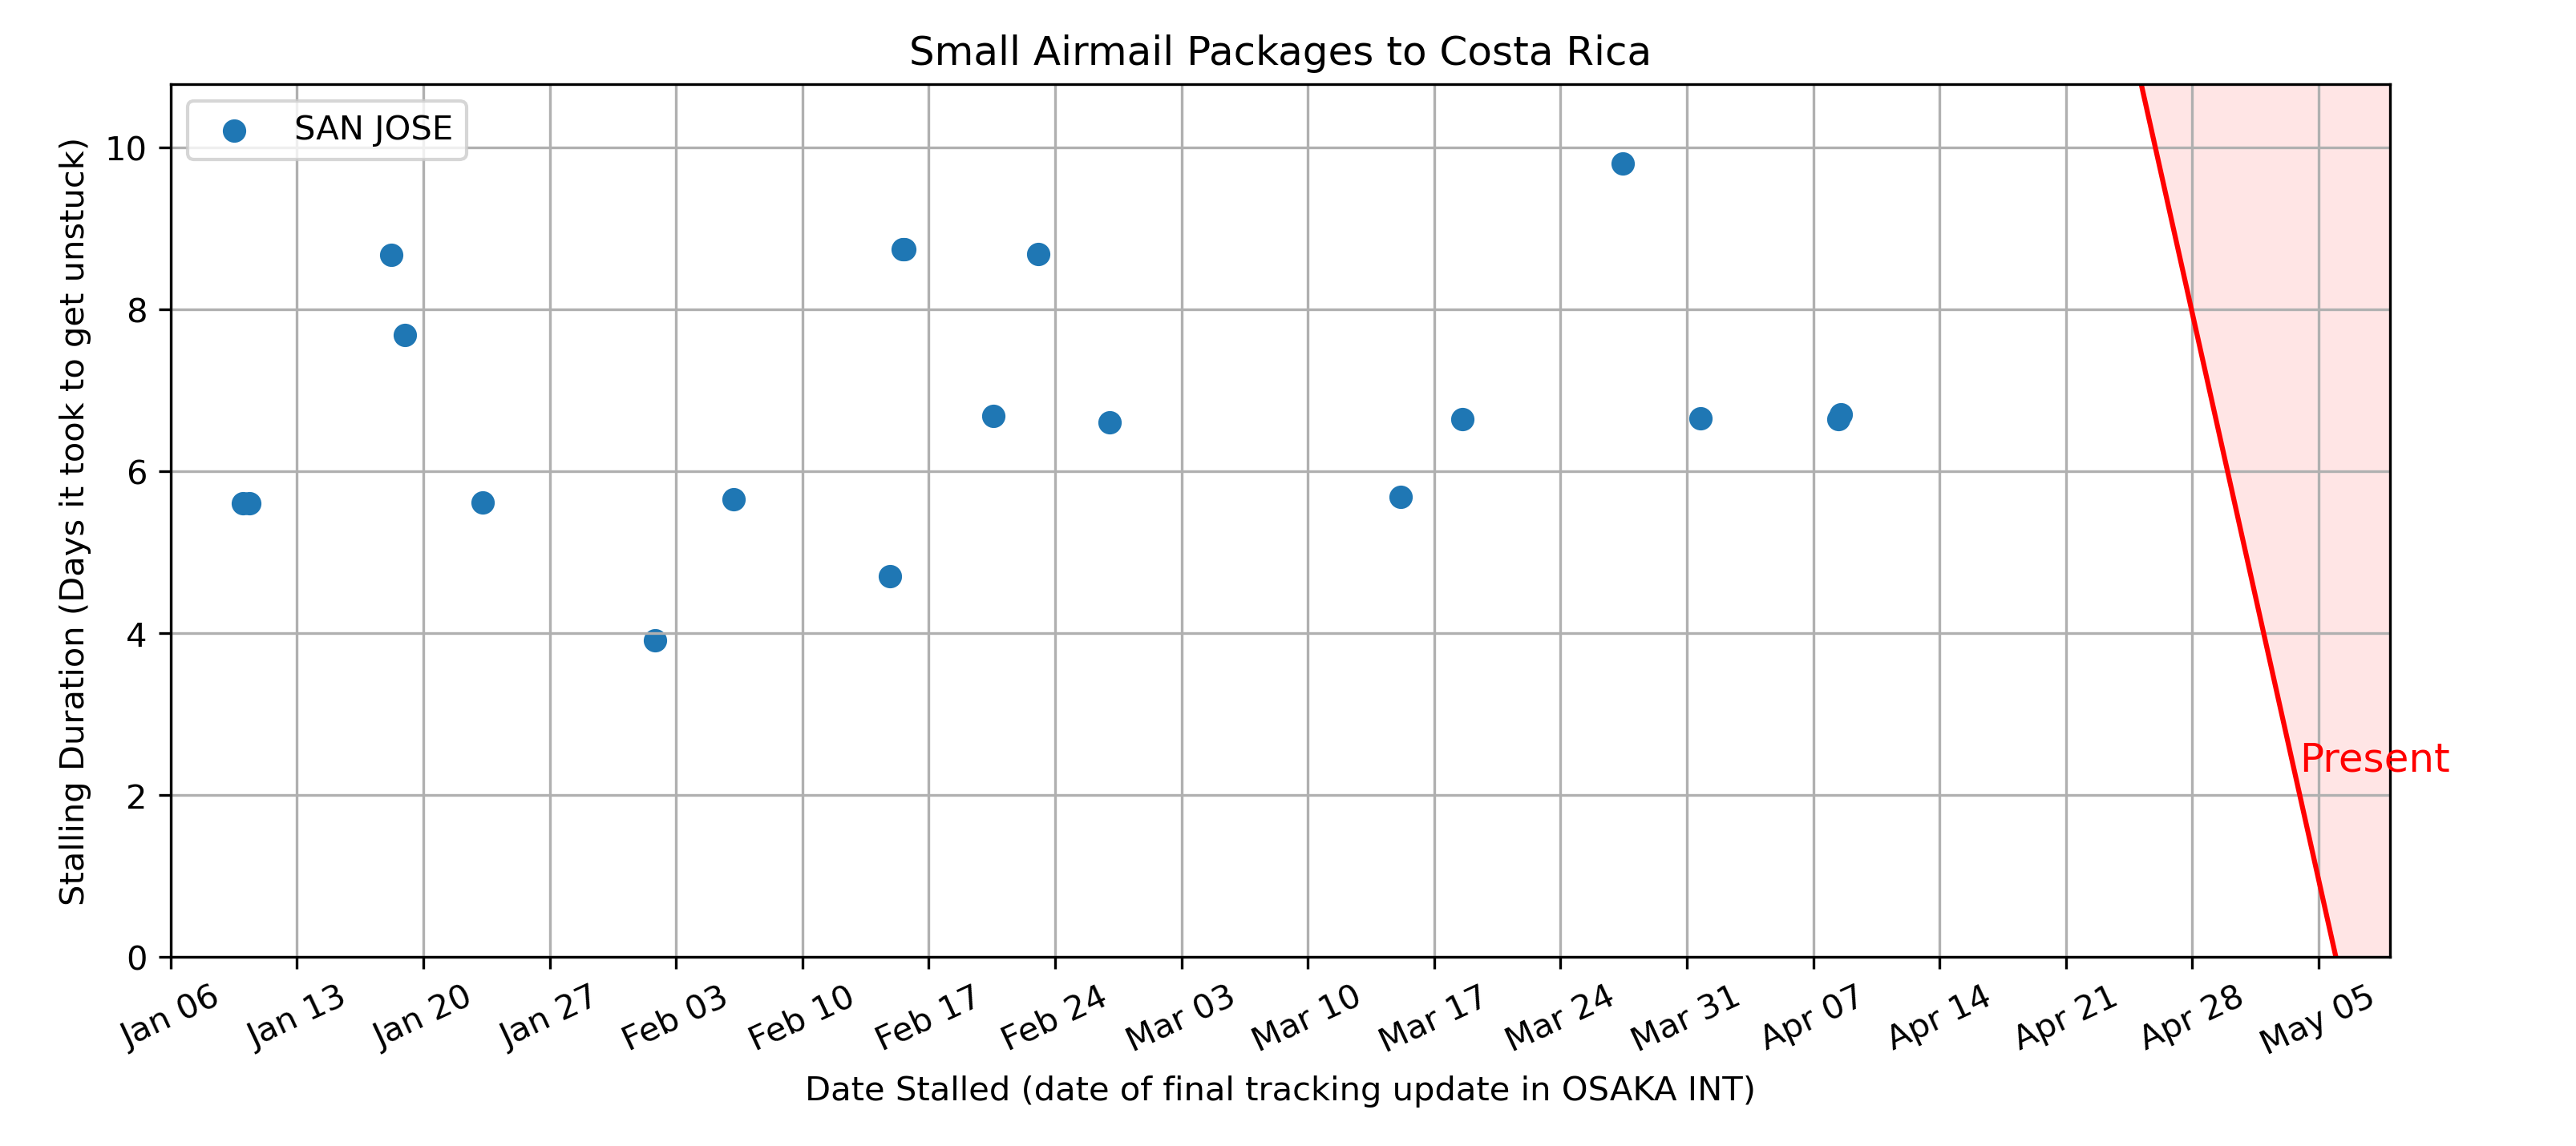 Small Airmail Packages to Costa Rica
SAN JOSE
Stalling Duration (Days it took to get unstuck)
10
8
6
4
2
0
Present
Jan 06
Jan 13
Jan 20
Jan 27
Feb 03
Feb 10
Feb 17
Feb 24
Mar 03
Mar 10
Mar 17
Mar 24
Mar 31
Apr 07
Apr 14
Apr 21
Apr 28
May 05
Date Stalled (date of final tracking update in OSAKA INT)